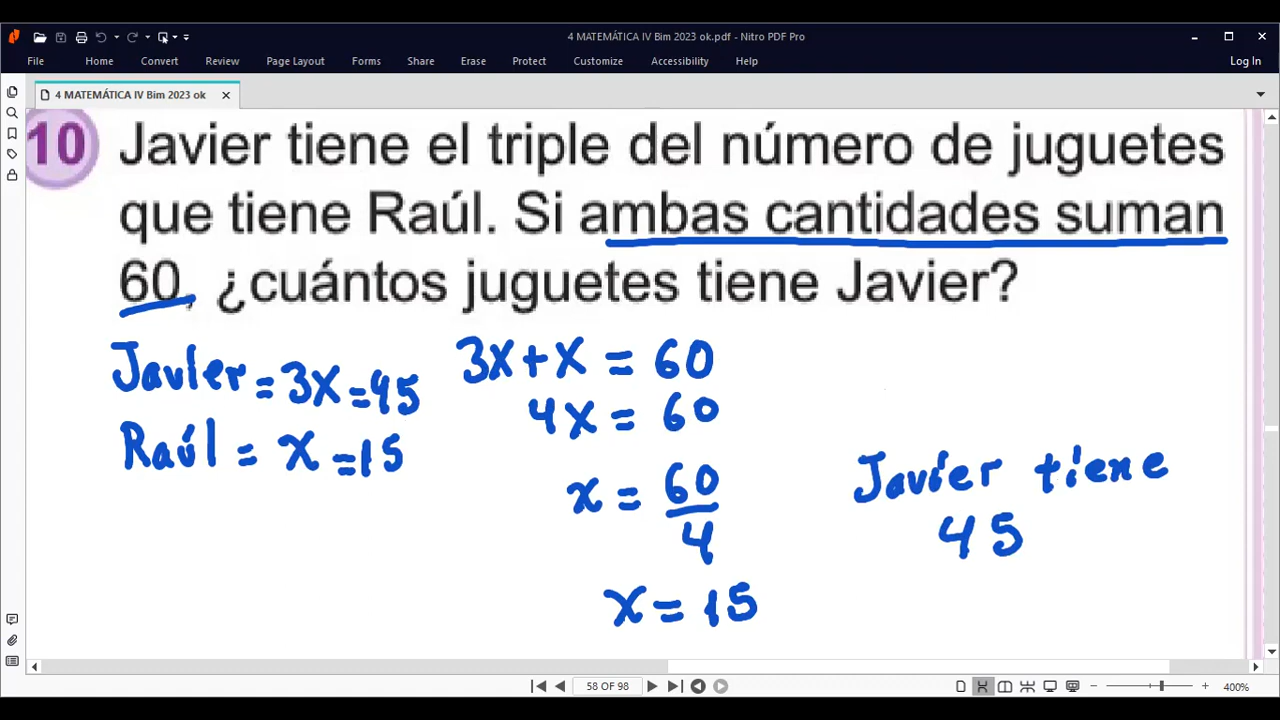 4 MATEMÁTICA IV Bim 2023 ok.pdf - Nitro PDF Pro
File Home Convert Review Page Layout Forms Share Erase Protect Customize Accessibility Help Log In
4 MATEMÁTICA IV Bim 2023 ok
10 Javier tiene el triple del número de juguetes
que tiene Raúl. Si ambas cantidades suman
60, ¿cuántos juguetes tiene Javier?
Javier = 3x = 45
Raúl = x = 15
3x + x = 60
4x = 60
x = 60/4
x = 15
Javier tiene
45
58 OF 98
400%